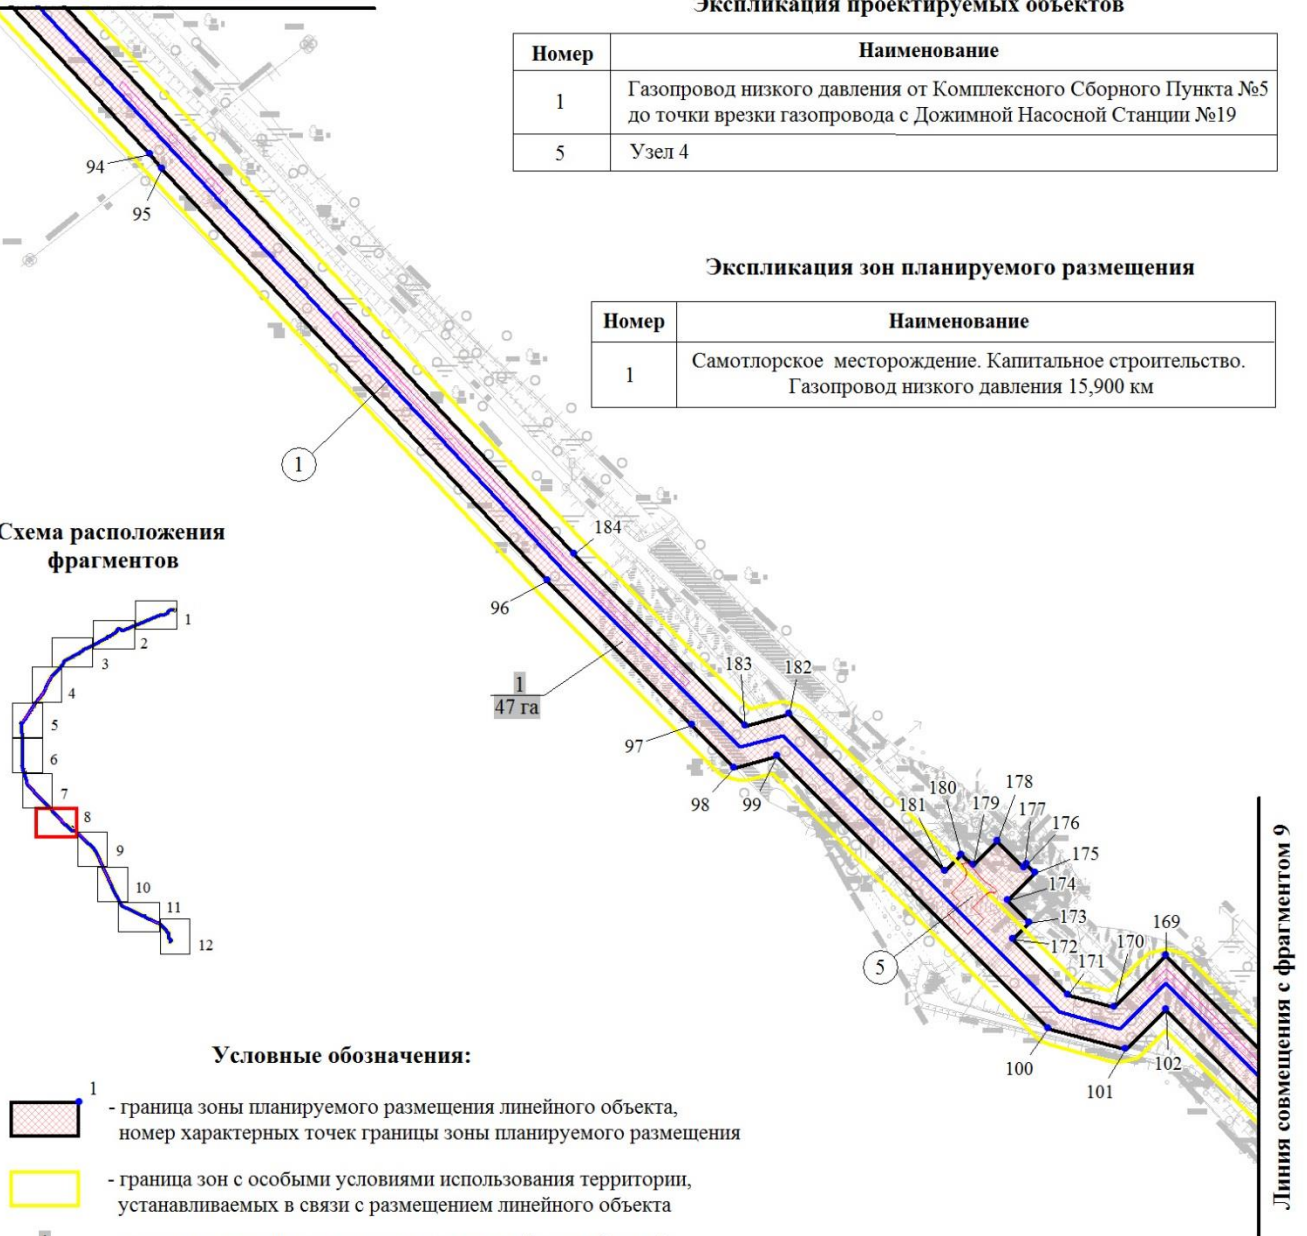 Экспликация проектируемых объектов
Номер Наименование
1 Газопровод низкого давления от Комплексного Сборного Пункта №5
до точки врезки газопровода с Дожимной Насосной Станции №19
5 Узел 4
Экспликация зон планируемого размещения
Номер Наименование
1 Самотлорское месторождение. Капитальное строительство.
Газопровод низкого давления 15,900 км
94
95
1
184
96
1
47 га
183
182
97
98
99
181
180
179
178
177
176
175
174
173
172
171
170
169
5
100
101
102
Схема расположения
фрагментов
1
2
3
4
5
6
7
8
9
10
11
12
Линия совмещения с фрагментом 9
Условные обозначения:
1
- граница зоны планируемого размещения линейного объекта,
номер характерных точек границы зоны планируемого размещения
- граница зон с особыми условиями использования территории,
устанавливаемых в связи с размещением линейного объекта